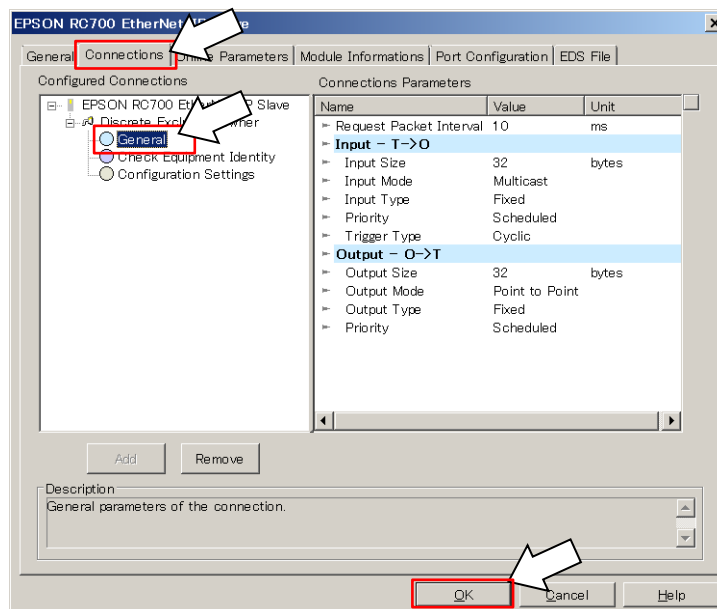 EPSON RC700 EtherNet
General Connections Parameters Module Informations Port Configuration EDS File
Configured Connections
Connections Parameters
EPSON RC700 Slave
Discrete
General
Check Equipment Identity
Configuration Settings
Name Value Unit
Request Packet Interval 10 ms
Input - T->O
Input Size 32 bytes
Input Mode Multicast
Input Type Fixed
Priority Scheduled
Trigger Type Cyclic
Output - O->T
Output Size 32 bytes
Output Mode Point to Point
Output Type Fixed
Priority Scheduled
Add Remove
Description
General parameters of the connection.
OK Cancel Help